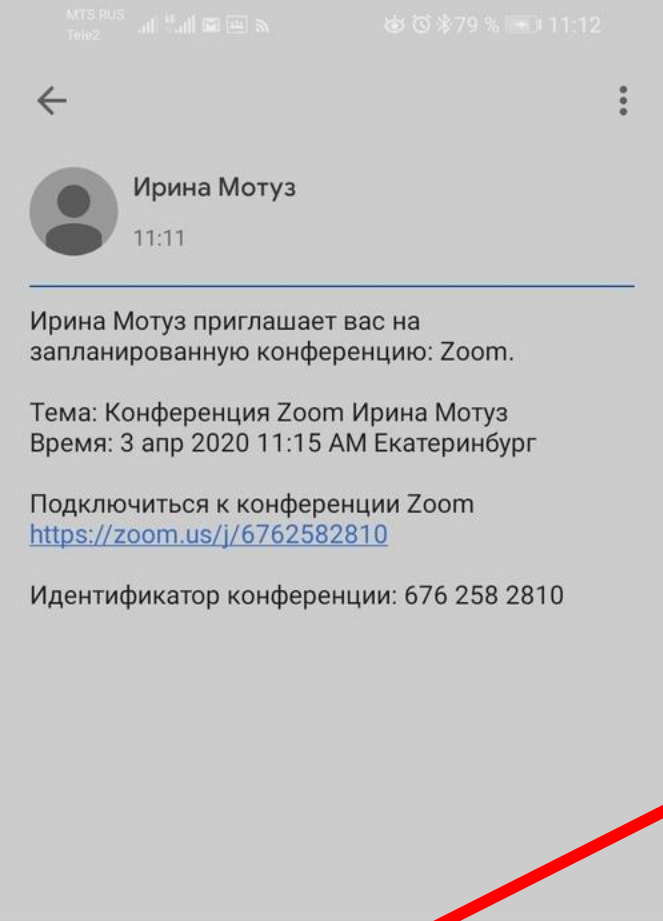 MTS RUS
Tele2
79 % 11:12
Ирина Мотуз
11:11
Ирина Мотуз приглашает вас на
запланированную конференцию: Zoom.
Тема: Конференция Zoom Ирина Мотуз
Время: 3 апр 2020 11:15 AM Екатеринбург
Подключиться к конференции Zoom
https://zoom.us/j/6762582810
Идентификатор конференции: 676 258 2810